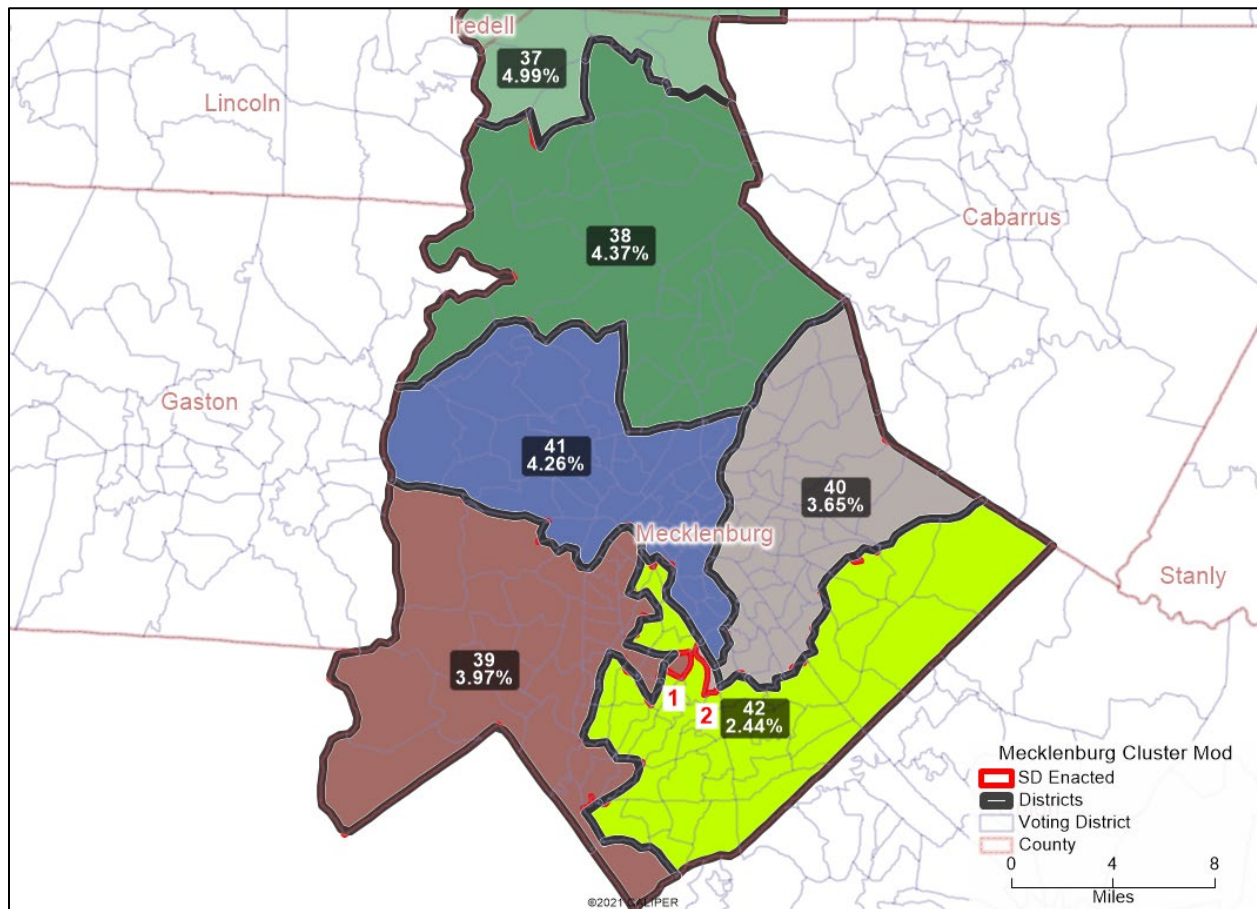 Iredell
37
4.99%
Lincoln
38
4.37%
Cabarrus
Gaston
41
4.26%
40
3.65%
Mecklenburg
Stanly
39
3.97%
1
2
42
2.44%
Mecklenburg Cluster Mod
SD Enacted
Districts
Voting District
County
0 4 8
Miles
©2021 CALIPER